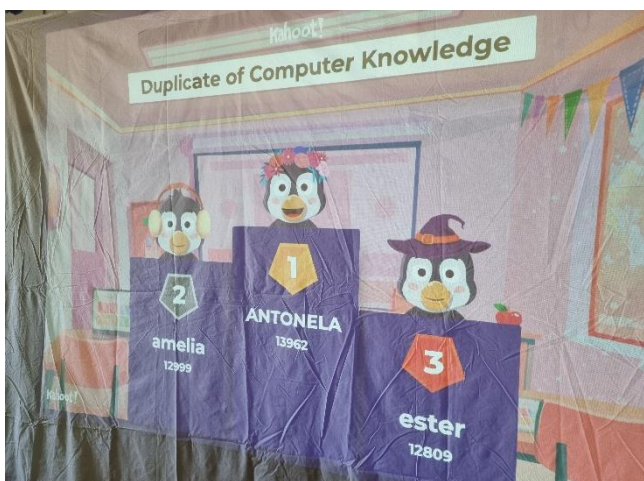 Kahoot!
Duplicate of Computer Knowledge
1
ANTONELA
13962
2
amelia
12999
3
ester
12809
Kahoot!